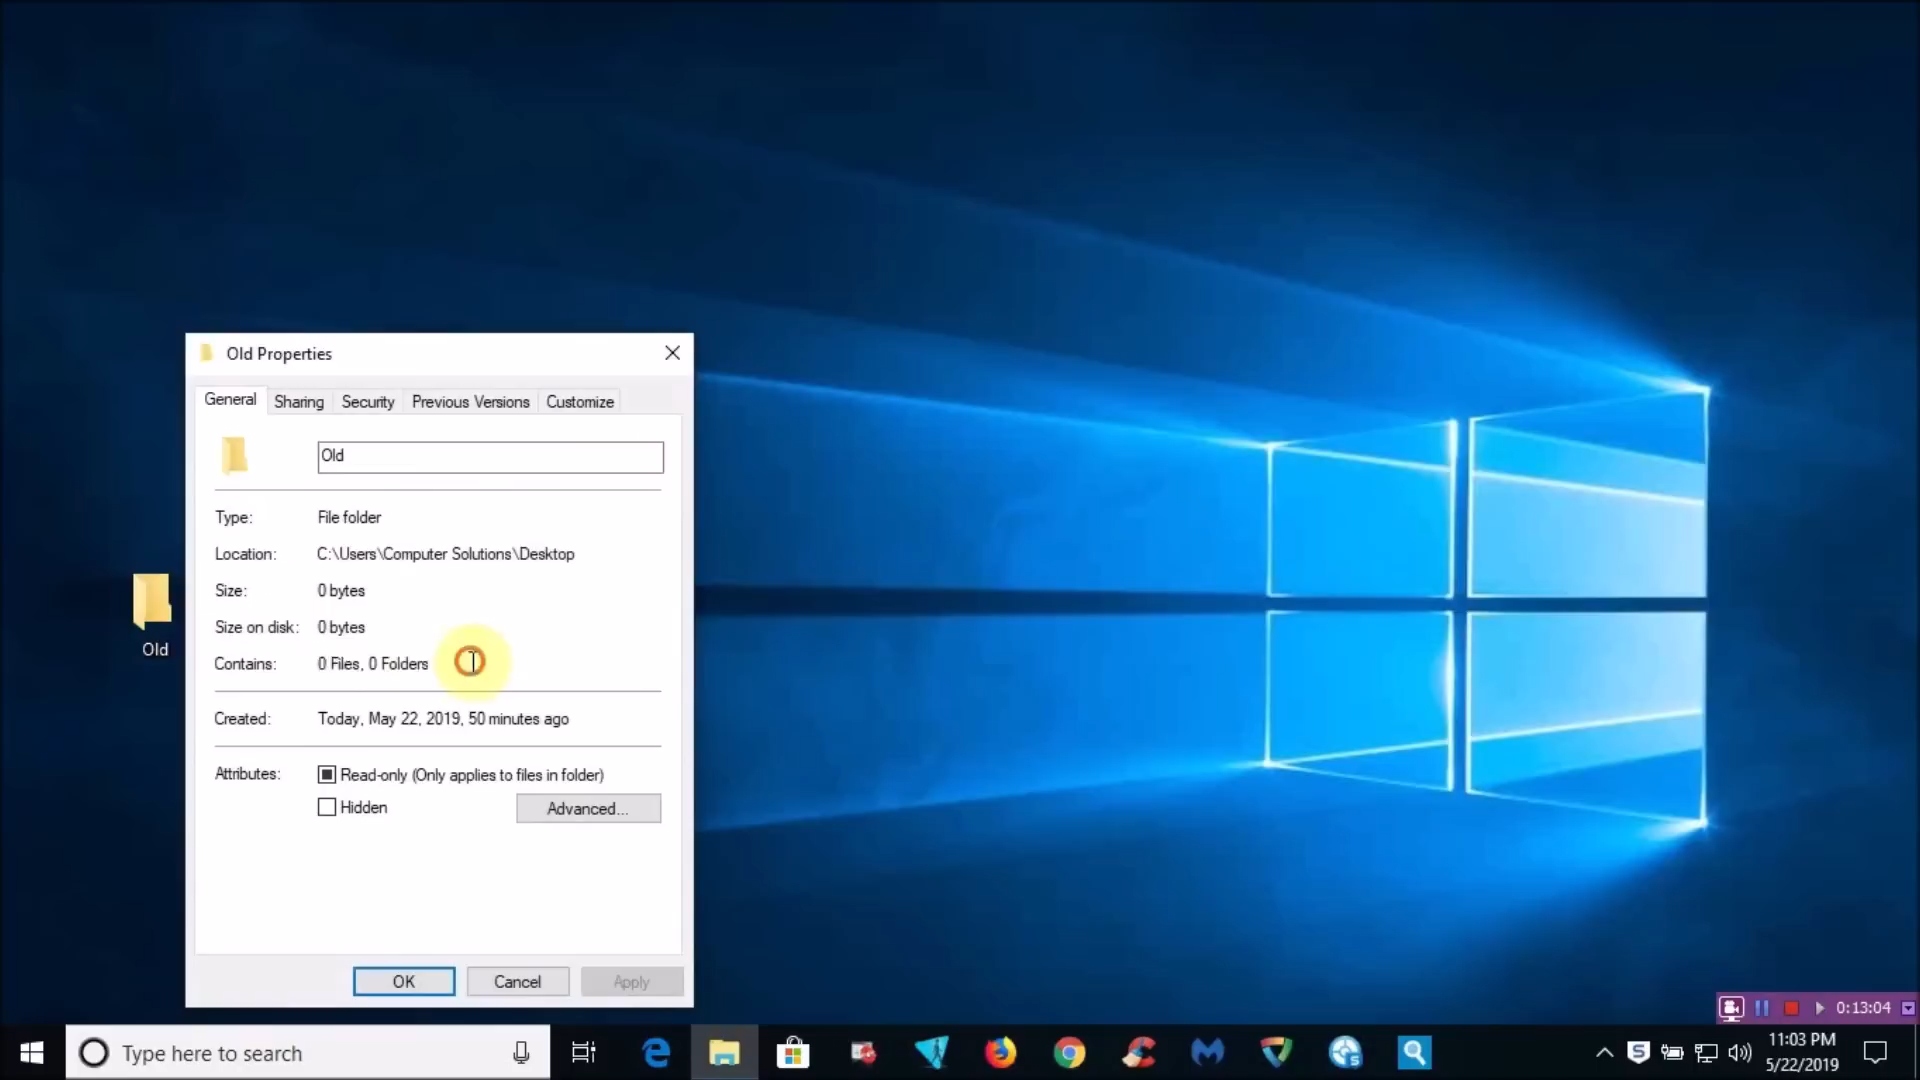 Old Properties
General
Sharing
Security
Previous Versions
Customize
Old
Type: File folder
Location: C:\Users\Computer Solutions\Desktop
Size: 0 bytes
Size on disk: 0 bytes
Contains: 0 Files, 0 Folders
Created: Today, May 22, 2019, 50 minutes ago
Attributes: Read-only (Only applies to files in folder)
Hidden
Advanced...
OK
Cancel
Apply
Old
0:13:04
Type here to search
11:03 PM
5/22/2019